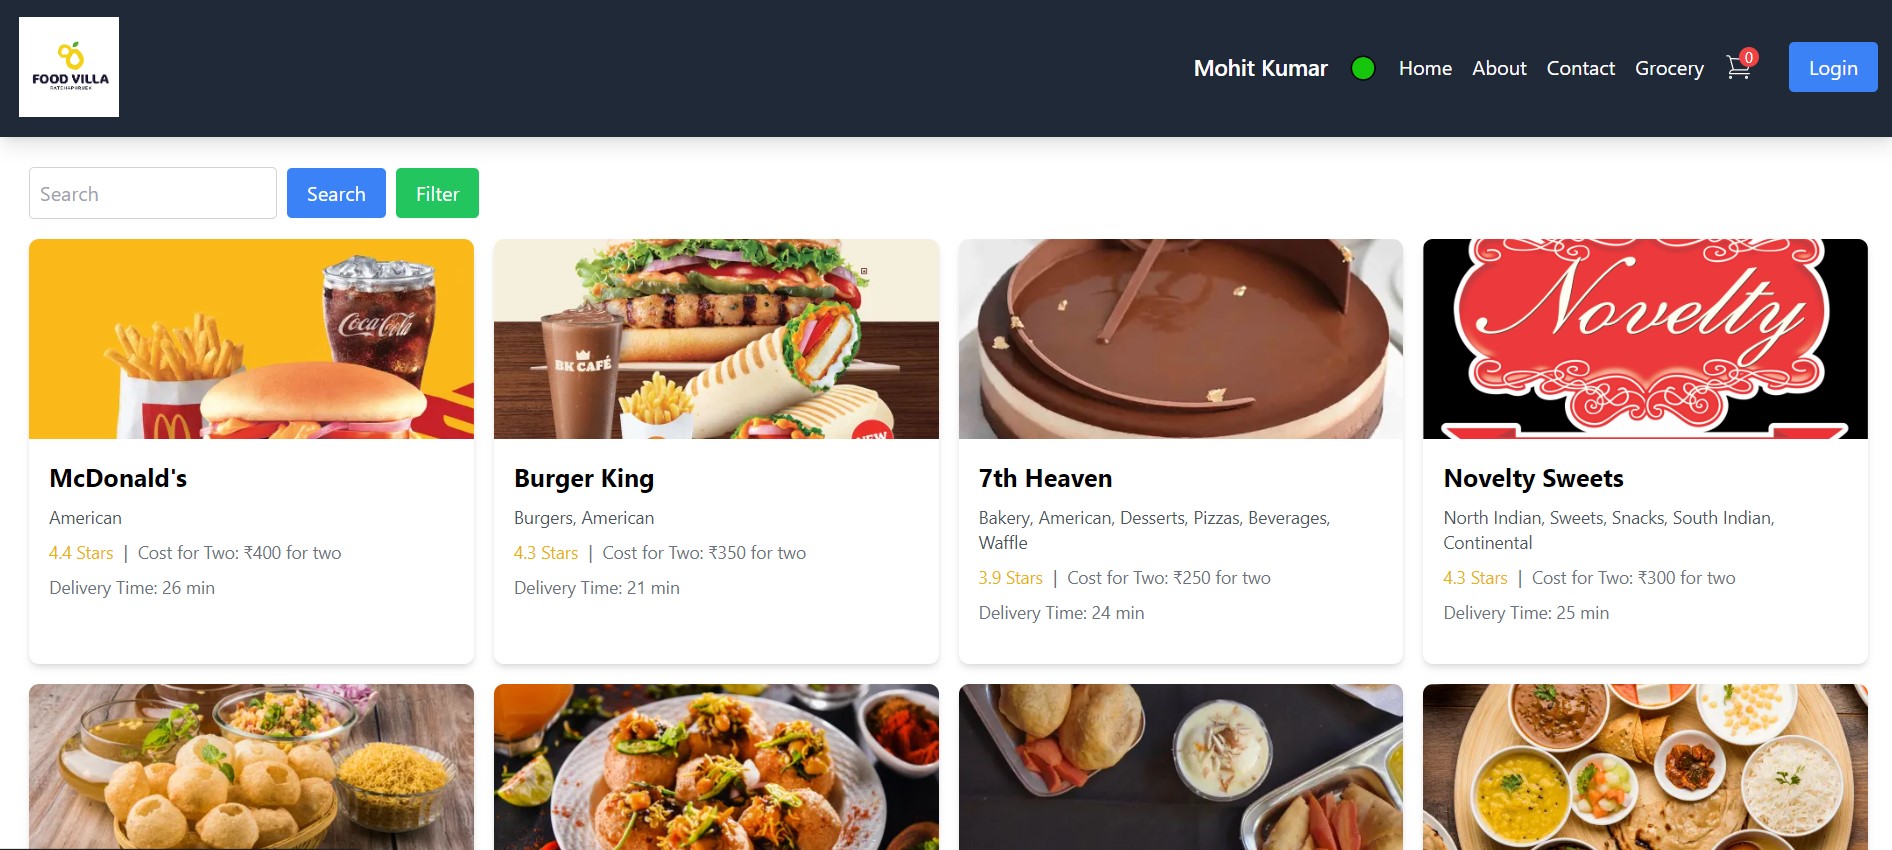 FOOD VILLA
Mohit Kumar
Home
About
Contact
Grocery
0
Login
Search
Search
Filter
Coca-Cola
BK CAFÉ
NEW
Novelty
McDonald's
American
4.4 Stars | Cost for Two: ₹400 for two
Delivery Time: 26 min
Burger King
Burgers, American
4.3 Stars | Cost for Two: ₹350 for two
Delivery Time: 21 min
7th Heaven
Bakery, American, Desserts, Pizzas, Beverages,
Waffle
3.9 Stars | Cost for Two: ₹250 for two
Delivery Time: 24 min
Novelty Sweets
North Indian, Sweets, Snacks, South Indian,
Continental
4.3 Stars | Cost for Two: ₹300 for two
Delivery Time: 25 min